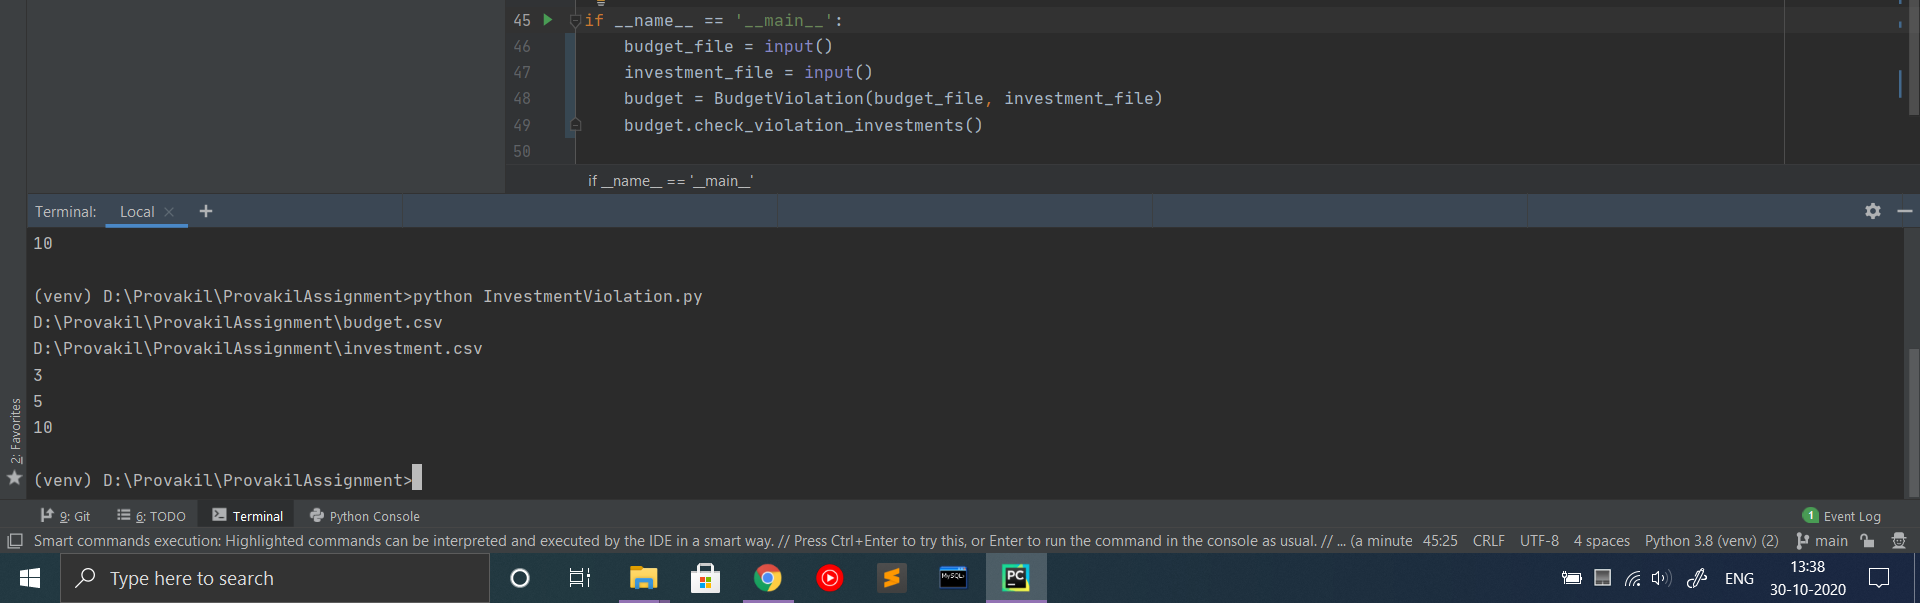 45 if __name__ == '__main__':
46 budget_file = input()
47 investment_file = input()
48 budget = BudgetViolation(budget_file, investment_file)
49 budget.check_violation_investments()
50
if __name__ == '__main__'
Terminal: Local × +
10
(venv) D:\Provakil\ProvakilAssignment>python InvestmentViolation.py
D:\Provakil\ProvakilAssignment\budget.csv
D:\Provakil\ProvakilAssignment\investment.csv
3
5
10
(venv) D:\Provakil\ProvakilAssignment>
2: Favorites
9: Git 6: TODO Terminal Python Console 1 Event Log
Smart commands execution: Highlighted commands can be interpreted and executed by the IDE in a smart way. // Press Ctrl+Enter to try this, or Enter to run the command in the console as usual. // ... (a minute 45:25 CRLF UTF-8 4 spaces Python 3.8 (venv) (2) main
Type here to search MySQL PC ENG 13:38
30-10-2020